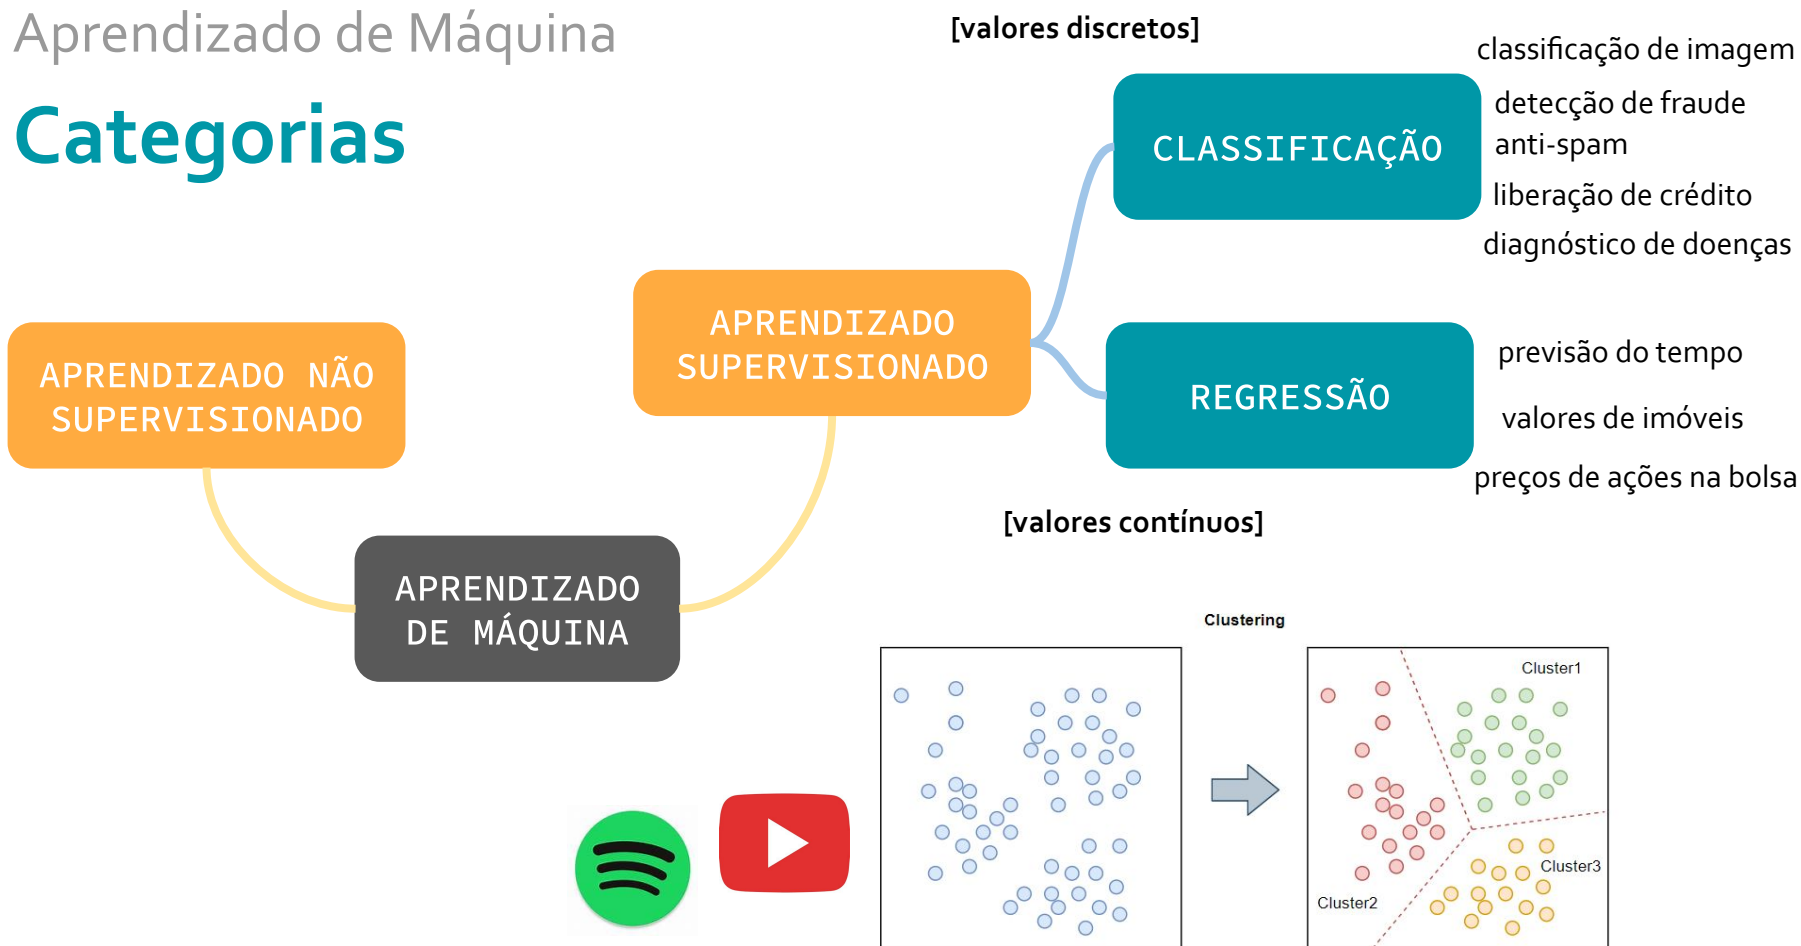 Aprendizado de Máquina
Categorias
[valores discretos]
CLASSIFICAÇÃO
classificação de imagem
detecção de fraude
anti-spam
liberação de crédito
diagnóstico de doenças
APRENDIZADO
SUPERVISIONADO
APRENDIZADO NÃO
SUPERVISIONADO
REGRESSÃO
previsão do tempo
valores de imóveis
preços de ações na bolsa
[valores contínuos]
APRENDIZADO
DE MÁQUINA
Clustering
Cluster1
Cluster3
Cluster2